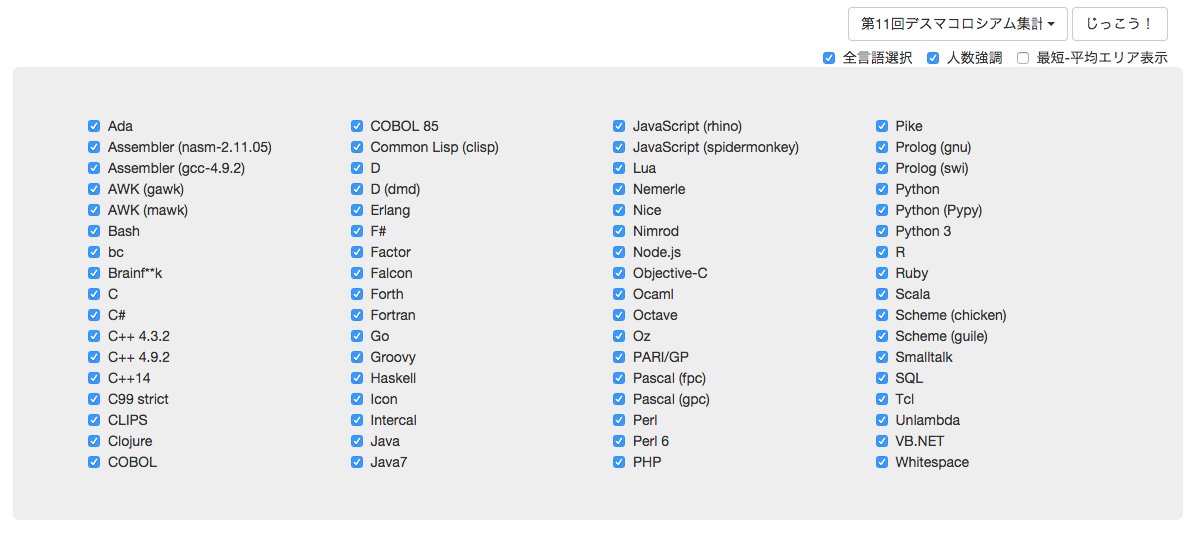 第11回デスマコロシアム集計 じっこう！
全言語選択 人数強調 最短-平均エリア表示
Ada
Assembler (nasm-2.11.05)
Assembler (gcc-4.9.2)
AWK (gawk)
AWK (mawk)
Bash
bc
Brainf**k
C
C#
C++ 4.3.2
C++ 4.9.2
C++14
C99 strict
CLIPS
Clojure
COBOL
COBOL 85
Common Lisp (clisp)
D
D (dmd)
Erlang
F#
Factor
Falcon
Forth
Fortran
Go
Groovy
Haskell
Icon
Intercal
Java
Java7
JavaScript (rhino)
JavaScript (spidermonkey)
Lua
Nemerle
Nice
Nimrod
Node.js
Objective-C
Ocaml
Octave
Oz
PARI/GP
Pascal (fpc)
Pascal (gpc)
Perl
Perl 6
PHP
Pike
Prolog (gnu)
Prolog (swi)
Python
Python (Pypy)
Python 3
R
Ruby
Scala
Scheme (chicken)
Scheme (guile)
Smalltalk
SQL
Tcl
Unlambda
VB.NET
Whitespace